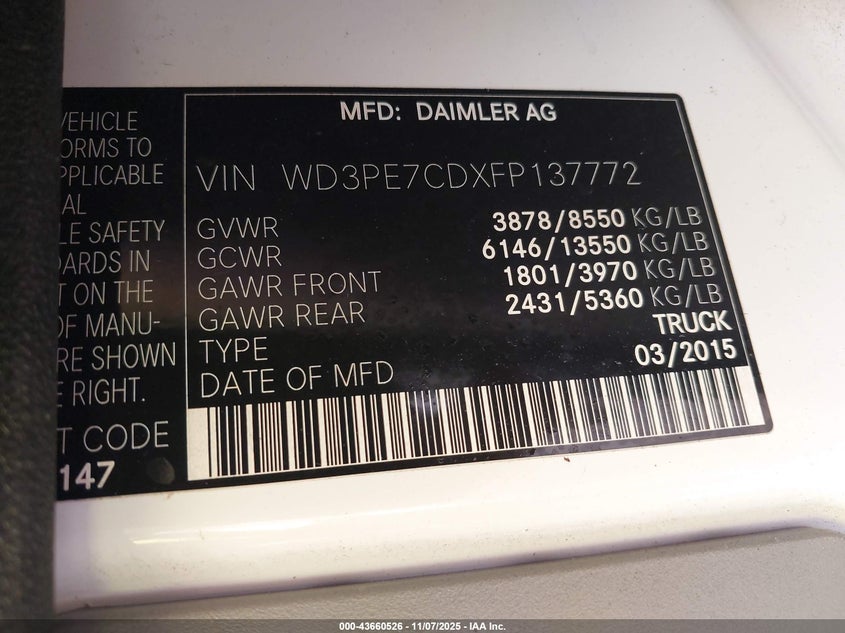 VEHICLE
ORMS TO
PPLICABLE
AL
LE SAFETY
DARDS IN
T ON THE
OF MANU-
RE SHOWN
E RIGHT.
T CODE
147
MFD: DAIMLER AG
VIN WD3PE7CDXFP137772
GVWR 3878/8550 KG/LB
GCWR 6146/13550 KG/LB
GAWR FRONT 1801/3970 KG/LB
GAWR REAR 2431/5360 KG/LB
TYPE TRUCK
DATE OF MFD 03/2015
000-43660526 — 11/07/2025 — IAA Inc.